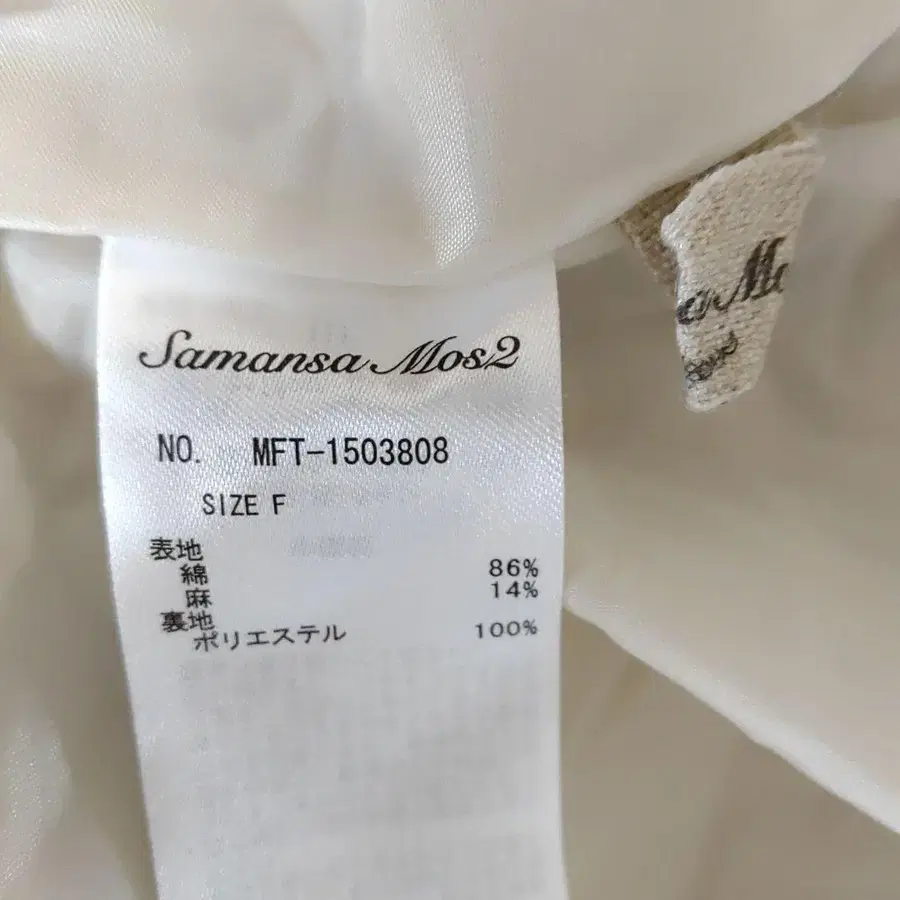 Samansa Mos2
NO. MFT-1503808
SIZE F
表地
綿 86%
麻 14%
裏地
ポリエステル 100%